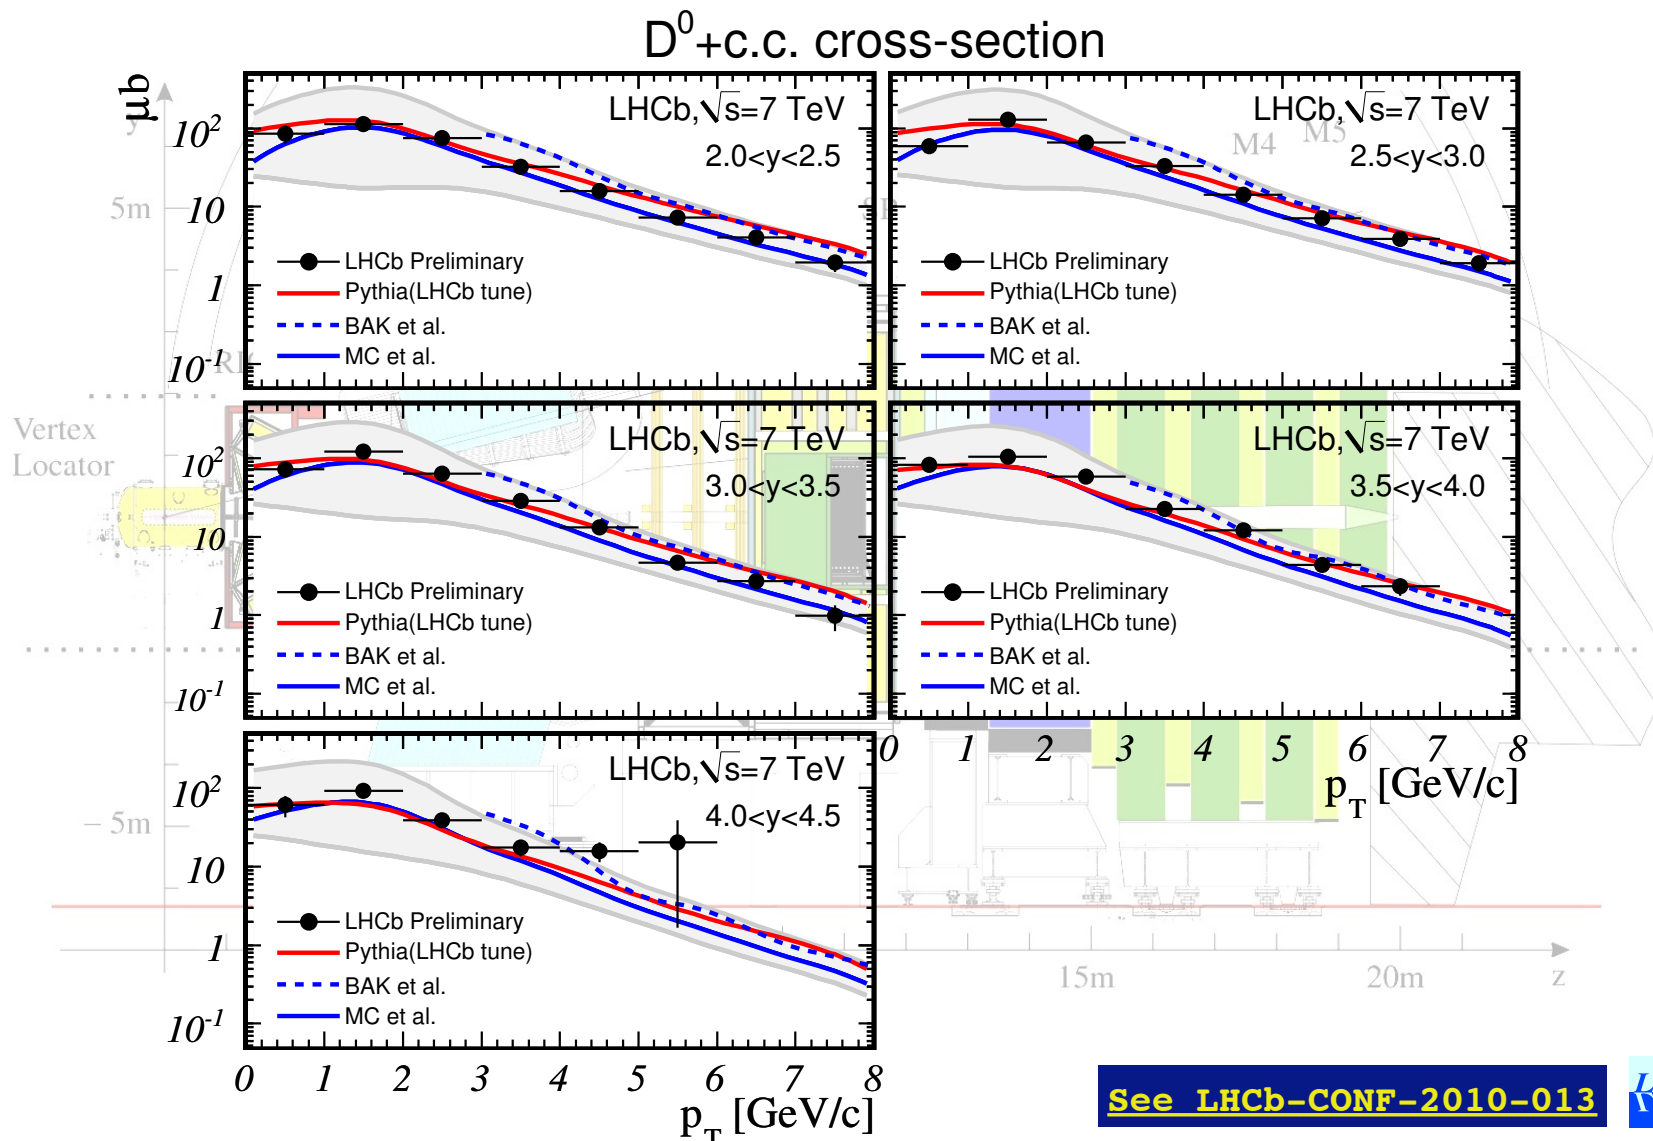 D⁰+c.c. cross-section
μb
y
LHCb,√s=7 TeV
2.0<y<2.5
10²
10
1
10⁻¹
LHCb Preliminary
Pythia(LHCb tune)
BAK et al.
MC et al.
LHCb,√s=7 TeV
2.5<y<3.0
M4
M5
LHCb Preliminary
Pythia(LHCb tune)
BAK et al.
MC et al.
5m
Vertex
Locator
LHCb,√s=7 TeV
3.0<y<3.5
10²
10
1
10⁻¹
LHCb Preliminary
Pythia(LHCb tune)
BAK et al.
MC et al.
LHCb,√s=7 TeV
3.5<y<4.0
LHCb Preliminary
Pythia(LHCb tune)
BAK et al.
MC et al.
0 1 2 3 4 5 6 7 8
p_T [GeV/c]
– 5m
LHCb,√s=7 TeV
4.0<y<4.5
10²
10
1
10⁻¹
LHCb Preliminary
Pythia(LHCb tune)
BAK et al.
MC et al.
0 1 2 3 4 5 6 7 8
p_T [GeV/c]
15m
20m
z
See LHCb-CONF-2010-013